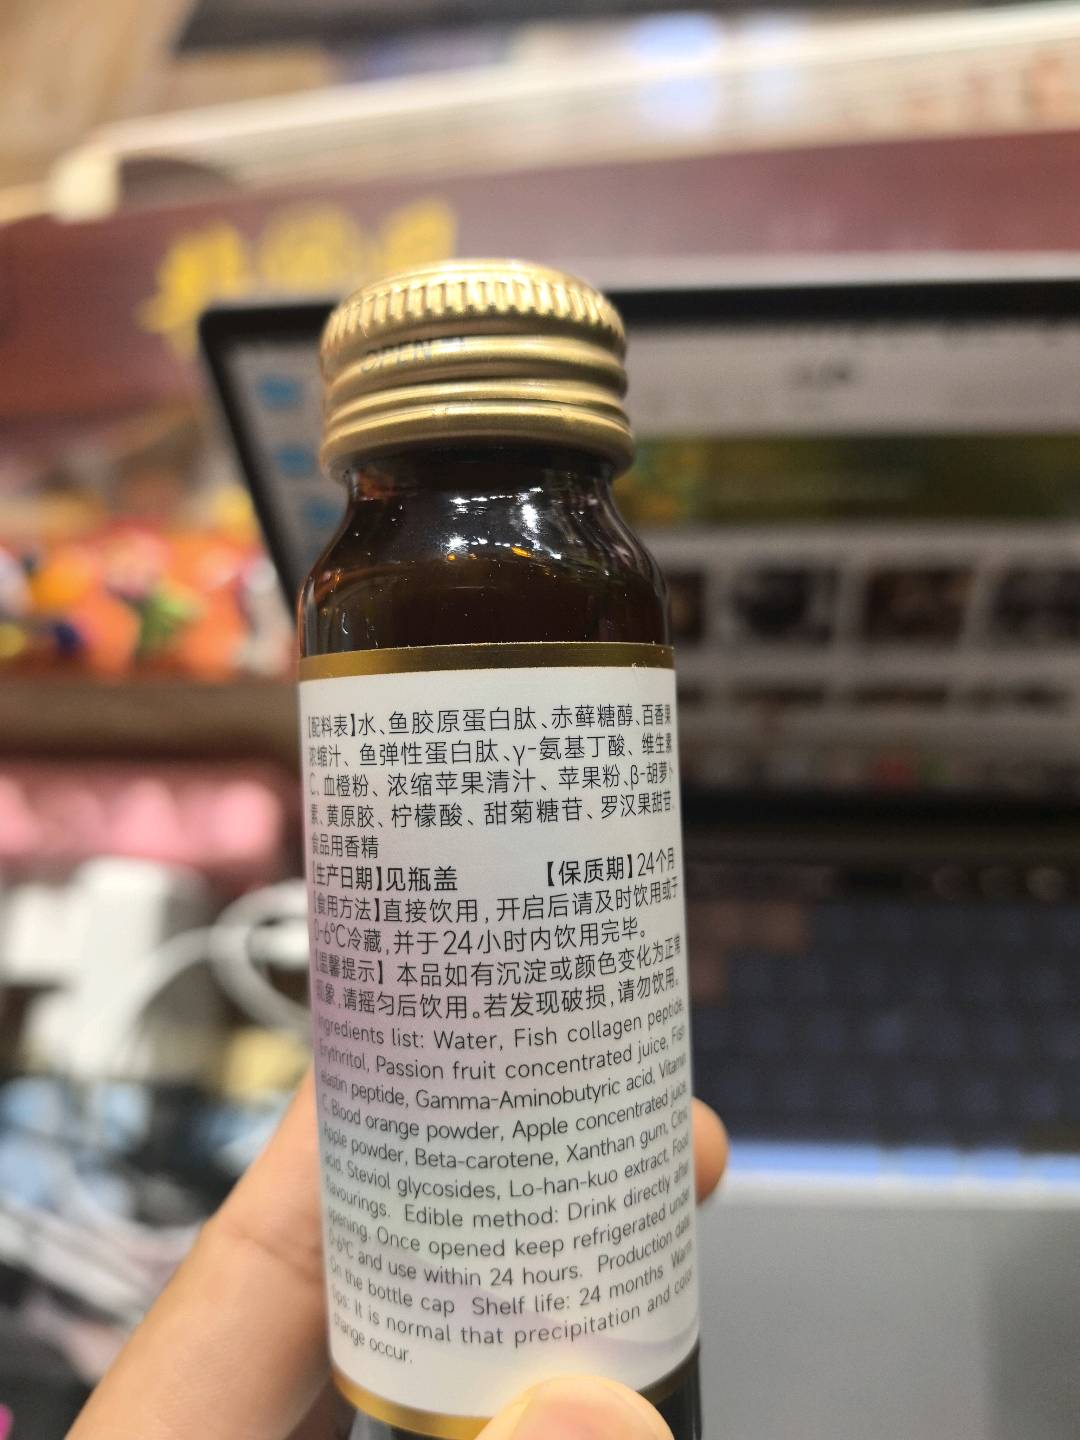 OPEN
【配料表】水、鱼胶原蛋白肽、赤藓糖醇、百香果
浓缩汁、鱼弹性蛋白肽、γ-氨基丁酸、维生素
C、血橙粉、浓缩苹果清汁、苹果粉、β-胡萝卜
素、黄原胶、柠檬酸、甜菊糖苷、罗汉果甜苷、
食品用香精
【生产日期】见瓶盖 【保质期】24个月
【食用方法】直接饮用，开启后请及时饮用或于
0-6℃冷藏，并于24小时内饮用完毕。
【温馨提示】本品如有沉淀或颜色变化为正常
现象，请摇匀后饮用。若发现破损，请勿饮用。
Ingredients list: Water, Fish collagen peptide,
Erythritol, Passion fruit concentrated juice, Fish
elastin peptide, Gamma-Aminobutyric acid, Vitamin
C, Blood orange powder, Apple concentrated juice,
Apple powder, Beta-carotene, Xanthan gum, Citric
acid, Steviol glycosides, Lo-han-kuo extract, Food
flavourings. Edible method: Drink directly after
opening. Once opened keep refrigerated under
0-6℃ and use within 24 hours. Production date:
On the bottle cap Shelf life: 24 months Warm
tips: It is normal that precipitation and color
change occur.